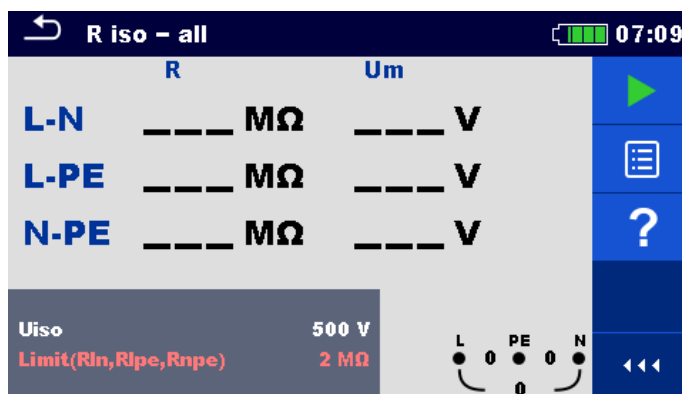 R iso – all 07:09
R Um
L-N ___ MΩ ___ V
L-PE ___ MΩ ___ V
N-PE ___ MΩ ___ V
?
Uiso 500 V
Limit(Rln,Rlpe,Rnpe) 2 MΩ
L PE N
0 0
0